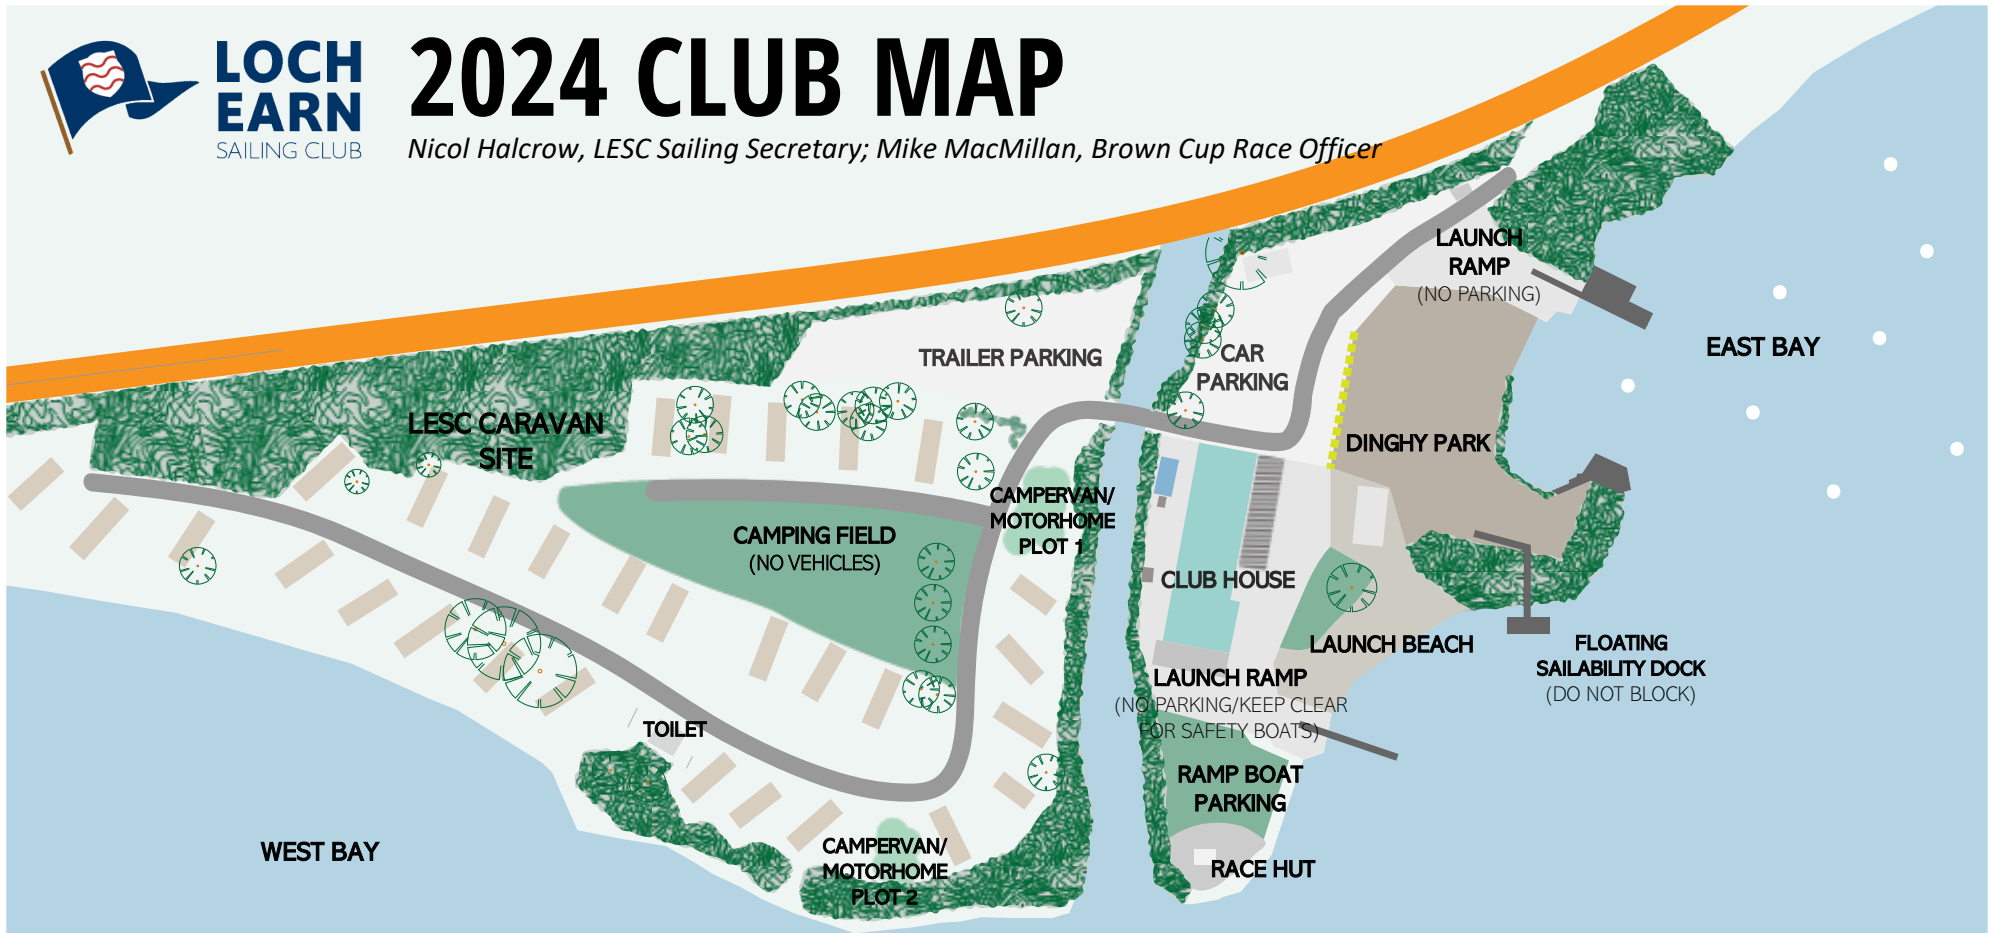 LOCH
EARN
SAILING CLUB
2024 CLUB MAP
Nicol Halcrow, LESC Sailing Secretary; Mike MacMillan, Brown Cup Race Officer
LAUNCH
RAMP
(NO PARKING)
EAST BAY
TRAILER PARKING
CAR
PARKING
LESC CARAVAN
SITE
DINGHY PARK
CAMPERVAN/
MOTORHOME
PLOT 1
CAMPING FIELD
(NO VEHICLES)
CLUB HOUSE
LAUNCH BEACH
FLOATING
SAILABILITY DOCK
(DO NOT BLOCK)
LAUNCH RAMP
(NO PARKING/KEEP CLEAR
FOR SAFETY BOATS)
TOILET
RAMP BOAT
PARKING
WEST BAY
CAMPERVAN/
MOTORHOME
PLOT 2
RACE HUT